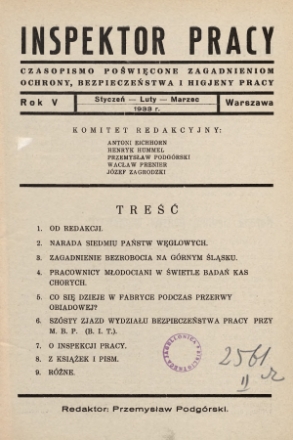 INSPEKTOR PRACY
CZASOPISMO POŚWIĘCONE ZAGADNIENIOM
OCHRONY, BEZPIECZEŃSTWA I HIGJENY PRACY
Rok V
Styczeń — Luty — Marzec
1933 r.
Warszawa
KOMITET REDAKCYJNY:
ANTONI EICHHORN
HENRYK HUMMEL
PRZEMYSŁAW PODGÓRSKI
WACŁAW PRENIER
JÓZEF ZAGRODZKI
TREŚĆ
1. OD REDAKCJI.
2. NARADA SIEDMIU PAŃSTW WĘGLOWYCH.
3. ZAGADNIENIE BEZROBOCIA NA GÓRNYM ŚLĄSKU.
4. PRACOWNICY MŁODOCIANI W ŚWIETLE BADAŃ KAS
CHORYCH.
5. CO SIĘ DZIEJE W FABRYCE PODCZAS PRZERWY
OBIADOWEJ?
6. SZÓSTY ZJAZD WYDZIAŁU BEZPIECZEŃSTWA PRACY PRZY
M. B. P. (B. I. T.).
7. O INSPEKCJI PRACY.
8. Z KSIĄŻEK I PISM.
9. RÓŻNE.
2561
II
Redaktor: Przemysław Podgórski.